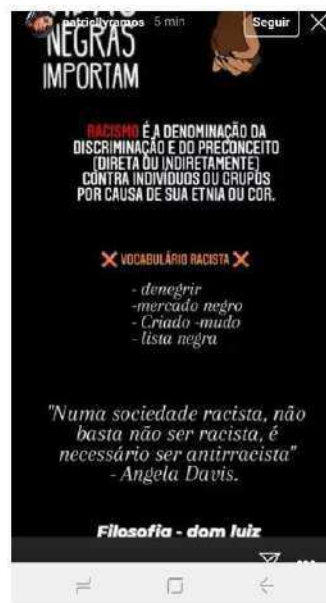 patricllyramos 5 min Seguir
VIDAS
NEGRAS
IMPORTAM
RACISMO É A DENOMINAÇÃO DA
DISCRIMINAÇÃO E DO PRECONCEITO
(DIRETA OU INDIRETAMENTE)
CONTRA INDIVÍDUOS OU GRUPOS
POR CAUSA DE SUA ETNIA OU COR.
VOCABULÁRIO RACISTA
- denegrir
-mercado negro
- Criado -mudo
- lista negra
"Numa sociedade racista, não
basta não ser racista, é
necessário ser antirracista"
- Angela Davis.
Filosofia - dom luiz